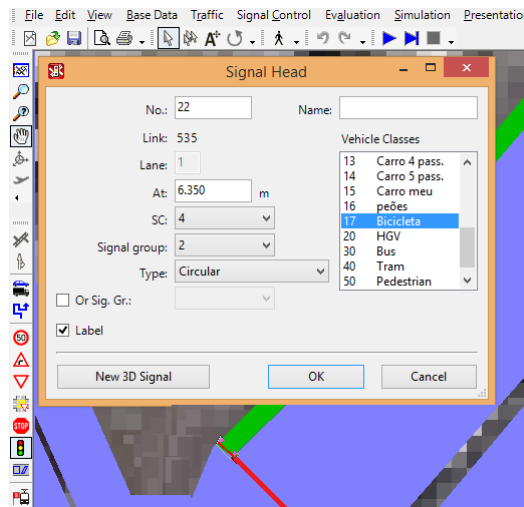 File Edit View Base Data Traffic Signal Control Evaluation Simulation Presentatio
Signal Head
No.: 22 Name:
Link: 535 Vehicle Classes
Lane: 1
At: 6.350 m
SC: 4
Signal group: 2
Type: Circular
Or Sig. Gr.:
Label
13 Carro 4 pass.
14 Carro 5 pass.
15 Carro meu
16 peões
17 Bicicleta
20 HGV
30 Bus
40 Tram
50 Pedestrian
New 3D Signal OK Cancel
50
STOP